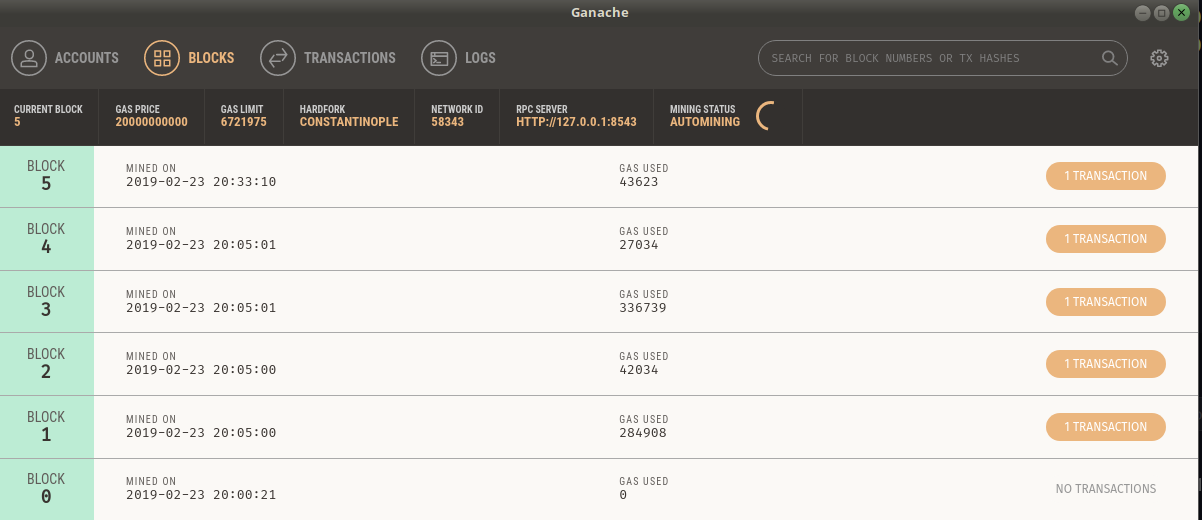 Ganache
ACCOUNTS BLOCKS TRANSACTIONS LOGS SEARCH FOR BLOCK NUMBERS OR TX HASHES
CURRENT BLOCK GAS PRICE GAS LIMIT HARDFORK NETWORK ID RPC SERVER MINING STATUS
5 20000000000 6721975 CONSTANTINOPLE 58343 HTTP://127.0.0.1:8543 AUTOMINING
BLOCK MINED ON GAS USED
5 2019-02-23 20:33:10 43623 1 TRANSACTION
BLOCK MINED ON GAS USED
4 2019-02-23 20:05:01 27034 1 TRANSACTION
BLOCK MINED ON GAS USED
3 2019-02-23 20:05:01 336739 1 TRANSACTION
BLOCK MINED ON GAS USED
2 2019-02-23 20:05:00 42034 1 TRANSACTION
BLOCK MINED ON GAS USED
1 2019-02-23 20:05:00 284908 1 TRANSACTION
BLOCK MINED ON GAS USED
0 2019-02-23 20:00:21 0 NO TRANSACTIONS